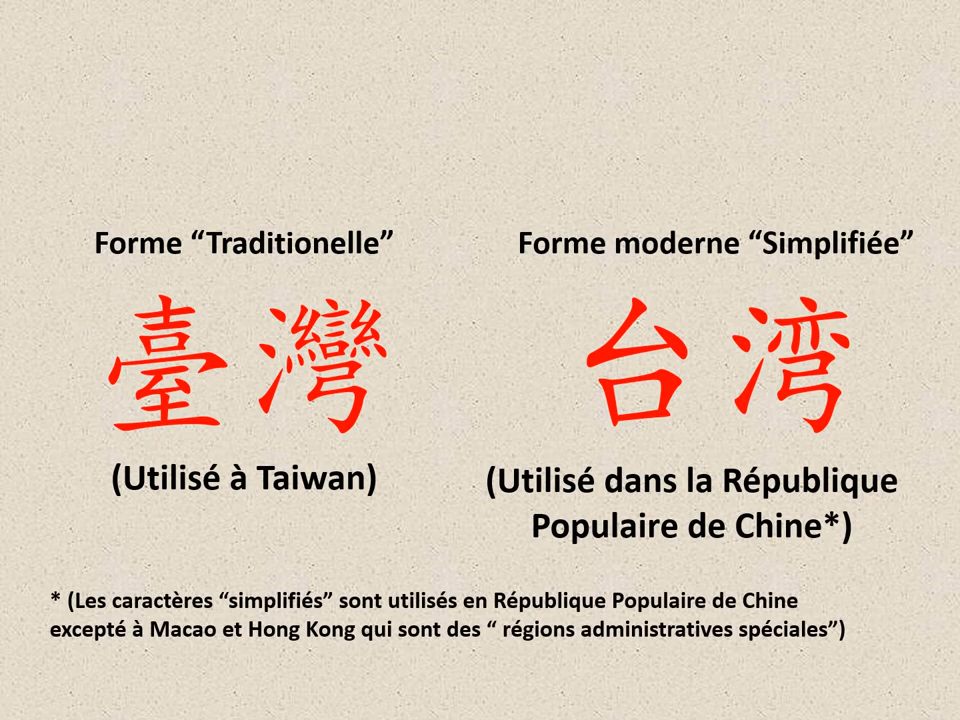 Forme “Traditionelle”
Forme moderne “Simplifiée”
臺灣
台湾
(Utilisé à Taiwan)
(Utilisé dans la République
Populaire de Chine*)
* (Les caractères “simplifiés” sont utilisés en République Populaire de Chine
excepté à Macao et Hong Kong qui sont des “ régions administratives spéciales”)